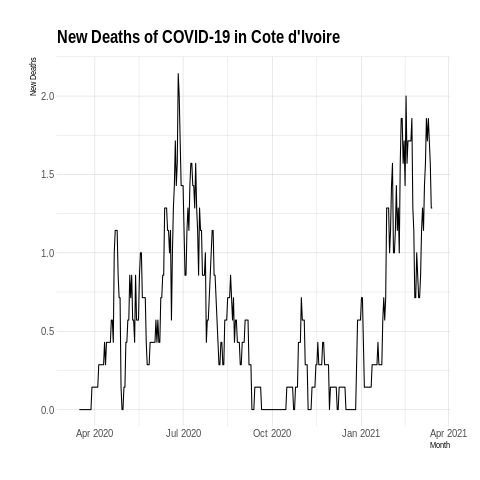 New Deaths of COVID-19 in Cote d'Ivoire
New Deaths
2.0
1.5
1.0
0.5
0.0
Apr 2020 Jul 2020 Oct 2020 Jan 2021 Apr 2021
Month